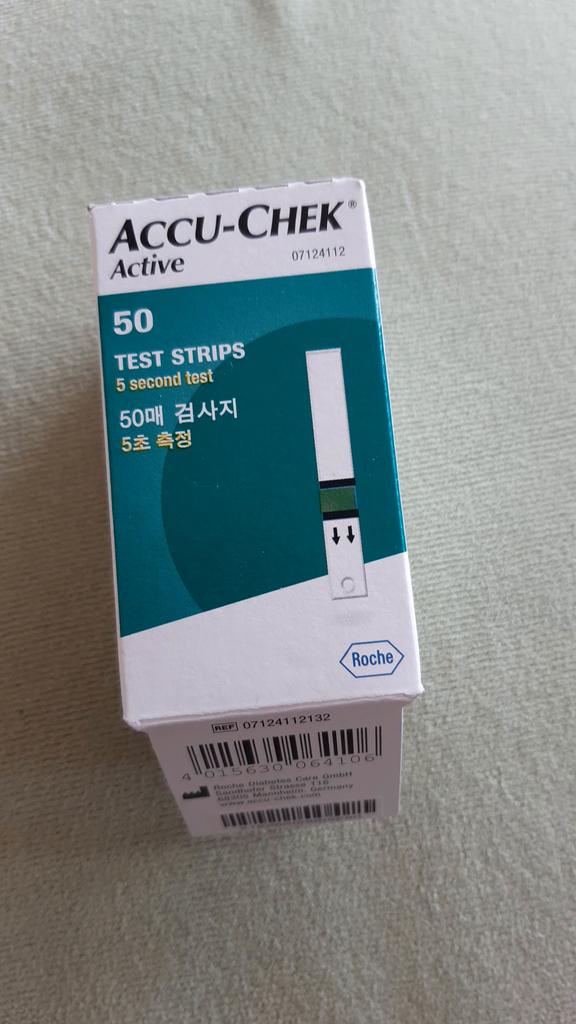 ACCU-CHEK®
Active
07124112
50
TEST STRIPS
5 second test
50매 검사지
5초 측정
Roche
REF 07124112132
4 015630 064106
Roche Diabetes Care GmbH
Sandhofer Strasse 116
68305 Mannheim, Germany
www.accu-chek.com